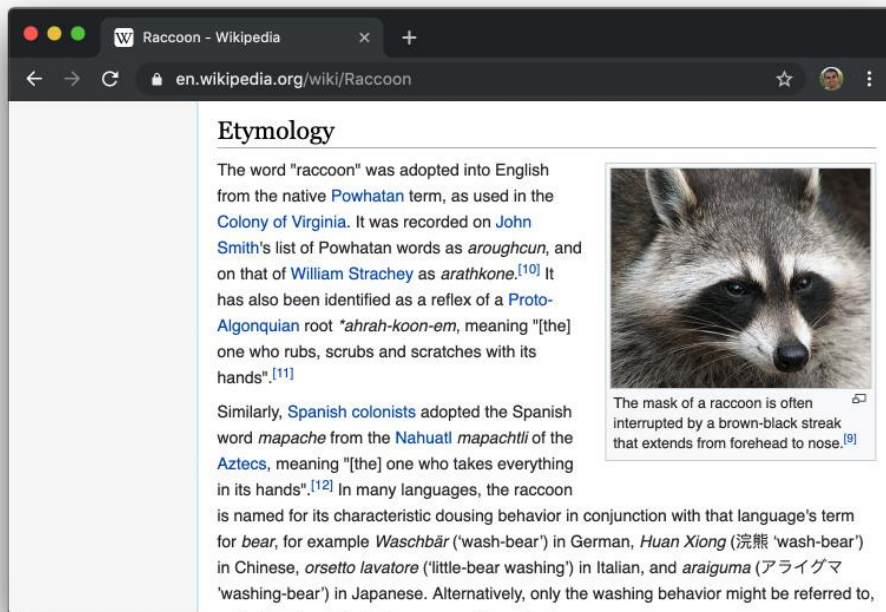 Raccoon - Wikipedia
en.wikipedia.org/wiki/Raccoon
Etymology
The word "raccoon" was adopted into English
from the native Powhatan term, as used in the
Colony of Virginia. It was recorded on John
Smith's list of Powhatan words as aroughcun, and
on that of William Strachey as arathkone.[10] It
has also been identified as a reflex of a Proto-
Algonquian root *ahrah-koon-em, meaning "[the]
one who rubs, scrubs and scratches with its
hands".[11]
The mask of a raccoon is often
interrupted by a brown-black streak
that extends from forehead to nose.[9]
Similarly, Spanish colonists adopted the Spanish
word mapache from the Nahuatl mapachtli of the
Aztecs, meaning "[the] one who takes everything
in its hands".[12] In many languages, the raccoon
is named for its characteristic dousing behavior in conjunction with that language's term
for bear, for example Waschbär (‘wash-bear’) in German, Huan Xiong (浣熊 ‘wash-bear’)
in Chinese, orsetto lavatore (‘little-bear washing’) in Italian, and araiguma (アライグマ
'washing-bear’) in Japanese. Alternatively, only the washing behavior might be referred to,